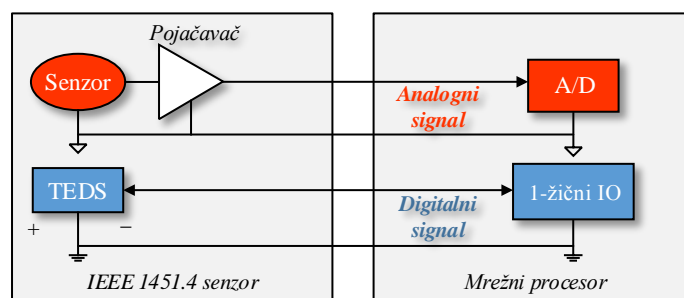 Pojačavač
Senzor
A/D
Analogni
signal
TEDS
1-žični IO
Digitalni
signal
+ −
IEEE 1451.4 senzor
Mrežni procesor